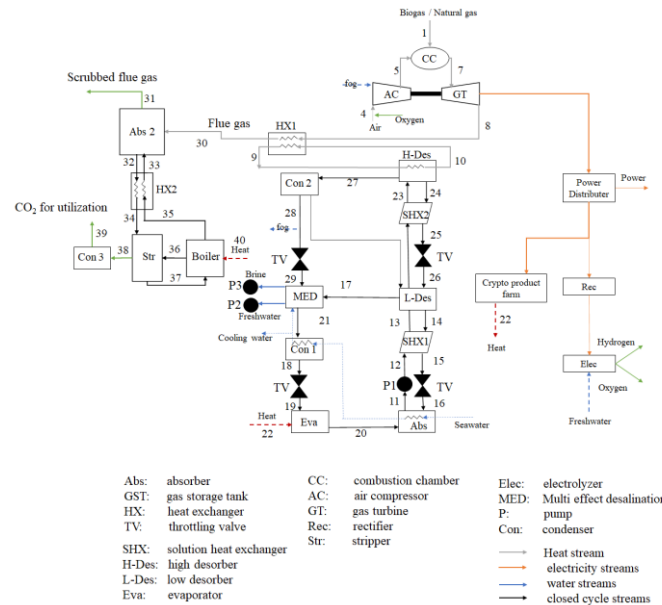 Biogas / Natural gas
1
CC
5
7
fog
AC
GT
4
Air
Oxygen
8
Scrubbed flue gas
31
Abs 2
Flue gas
30
HX1
9
10
H-Des
32
33
HX2
Con 2
27
23
24
SHX2
Power
Distributer
Power
CO2 for utilization
34
35
28
fog
25
TV
TV
26
39
38
Con 3
Str
36
Boiler
40
Heat
37
29
Brine
P3
P2
Freshwater
MED
17
L-Des
Crypto product
farm
Rec
22
Heat
21
13
14
Cooling water
Con 1
SHX1
18
12
15
TV
P1
TV
19
11
16
Heat
22
Eva
20
Abs
Seawater
Hydrogen
Elec
Oxygen
Freshwater
Abs: absorber
GST: gas storage tank
HX: heat exchanger
TV: throttling valve
SHX: solution heat exchanger
H-Des: high desorber
L-Des: low desorber
Eva: evaporator
CC: combustion chamber
AC: air compressor
GT: gas turbine
Rec: rectifier
Str: stripper
Elec: electrolyzer
MED: Multi effect desalination
P: pump
Con: condenser
Heat stream
electricity streams
water streams
closed cycle streams